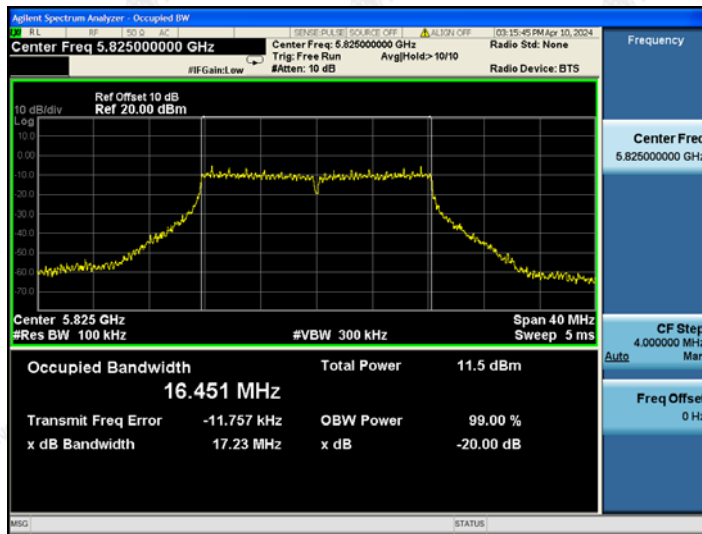 Agilent Spectrum Analyzer - Occupied BW
RL RF 50 Ω AC SENSE:PULSE SOURCE OFF ALIGN OFF 03:15:45 PM Apr 10, 2024
Center Freq 5.825000000 GHz
Center Freq: 5.825000000 GHz
Radio Std: None
Trig: Free Run Avg|Hold:> 10/10
#IFGain:Low
#Atten: 10 dB
Radio Device: BTS
Ref Offset 10 dB
10 dB/div Ref 20.00 dBm
Log
10.0
0.00
-10.0
-20.0
-30.0
-40.0
-50.0
-60.0
-70.0
Center 5.825 GHz
Span 40 MHz
#Res BW 100 kHz
#VBW 300 kHz
Sweep 5 ms
Occupied Bandwidth
16.451 MHz
Total Power 11.5 dBm
Transmit Freq Error -11.757 kHz
OBW Power 99.00 %
x dB Bandwidth 17.23 MHz
x dB -20.00 dB
MSG
STATUS
Frequency
Center Freq
5.825000000 GHz
CF Step
4.000000 MHz
Auto Man
Freq Offset
0 Hz